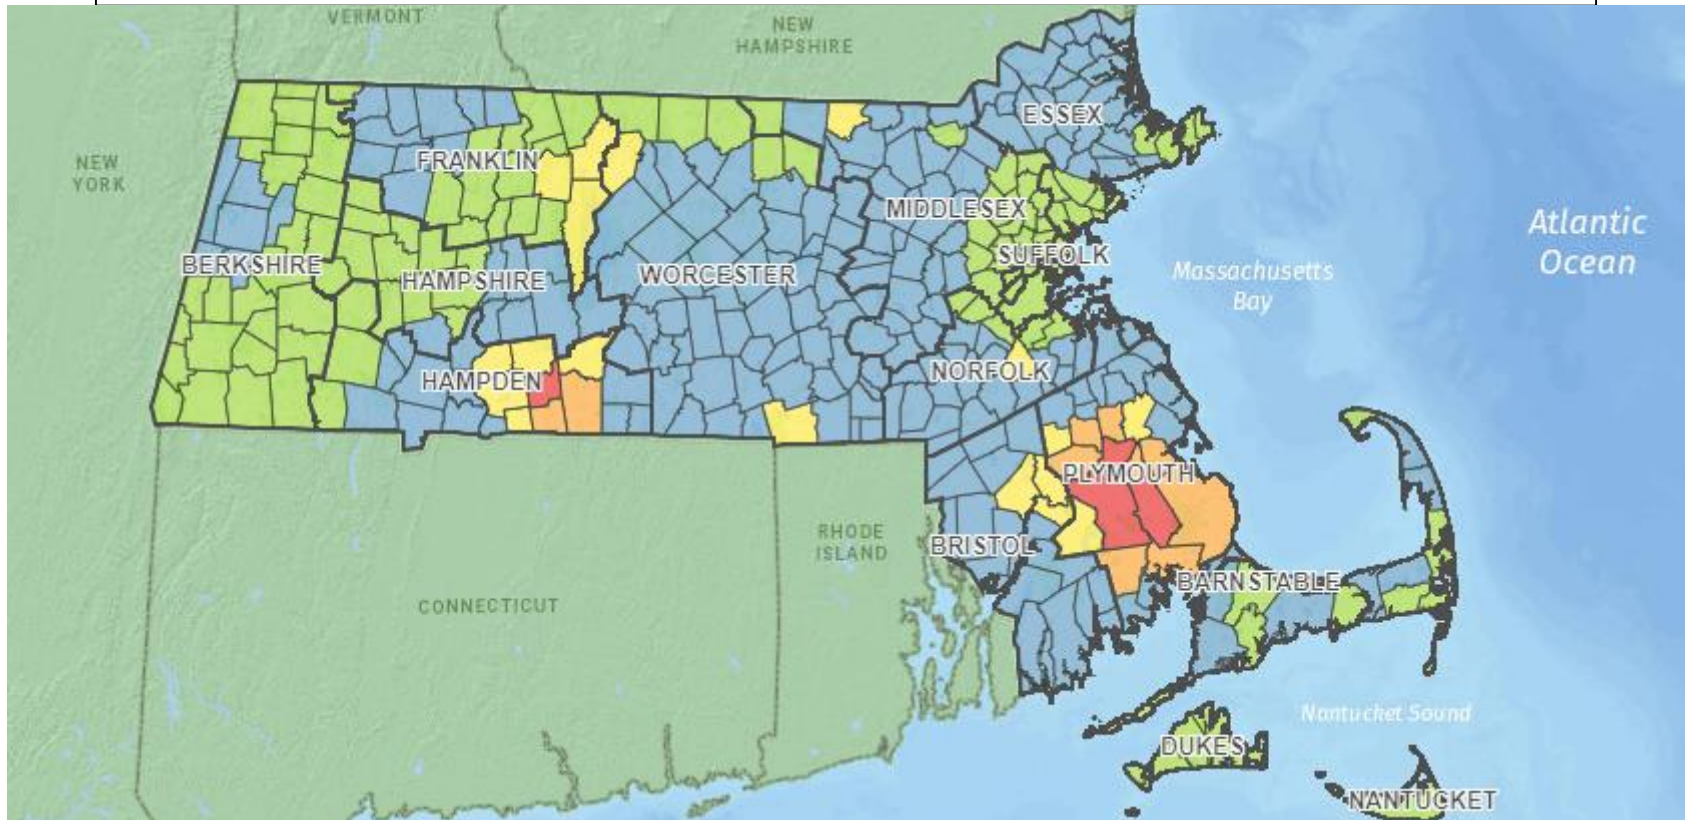 VERMONT
NEW
HAMPSHIRE
ESSEX
NEW
YORK
FRANKLIN
MIDDLESEX
Atlantic
Ocean
SUFFOLK
BERKSHIRE
HAMPSHIRE
WORCESTER
Massachusetts
Bay
HAMPDEN
NORFOLK
PLYMOUTH
RHODE
ISLAND
BRISTOL
BARNSTABLE
CONNECTICUT
Nantucket Sound
DUKES
NANTUCKET